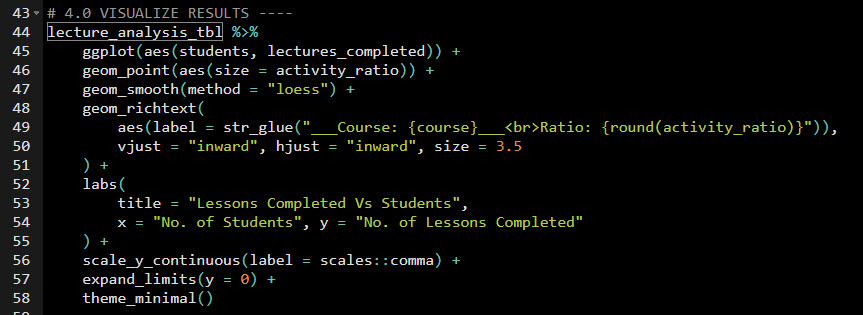 43 # 4.0 VISUALIZE RESULTS ----
44 lecture_analysis_tbl %>%
45     ggplot(aes(students, lectures_completed)) +
46     geom_point(aes(size = activity_ratio)) +
47     geom_smooth(method = "loess") +
48     geom_richtext(
49         aes(label = str_glue("___Course: {course}___<br>Ratio: {round(activity_ratio)}")),
50         vjust = "inward", hjust = "inward", size = 3.5
51     ) +
52     labs(
53         title = "Lessons Completed Vs Students",
54         x = "No. of Students", y = "No. of Lessons Completed"
55     ) +
56     scale_y_continuous(label = scales::comma) +
57     expand_limits(y = 0) +
58     theme_minimal()